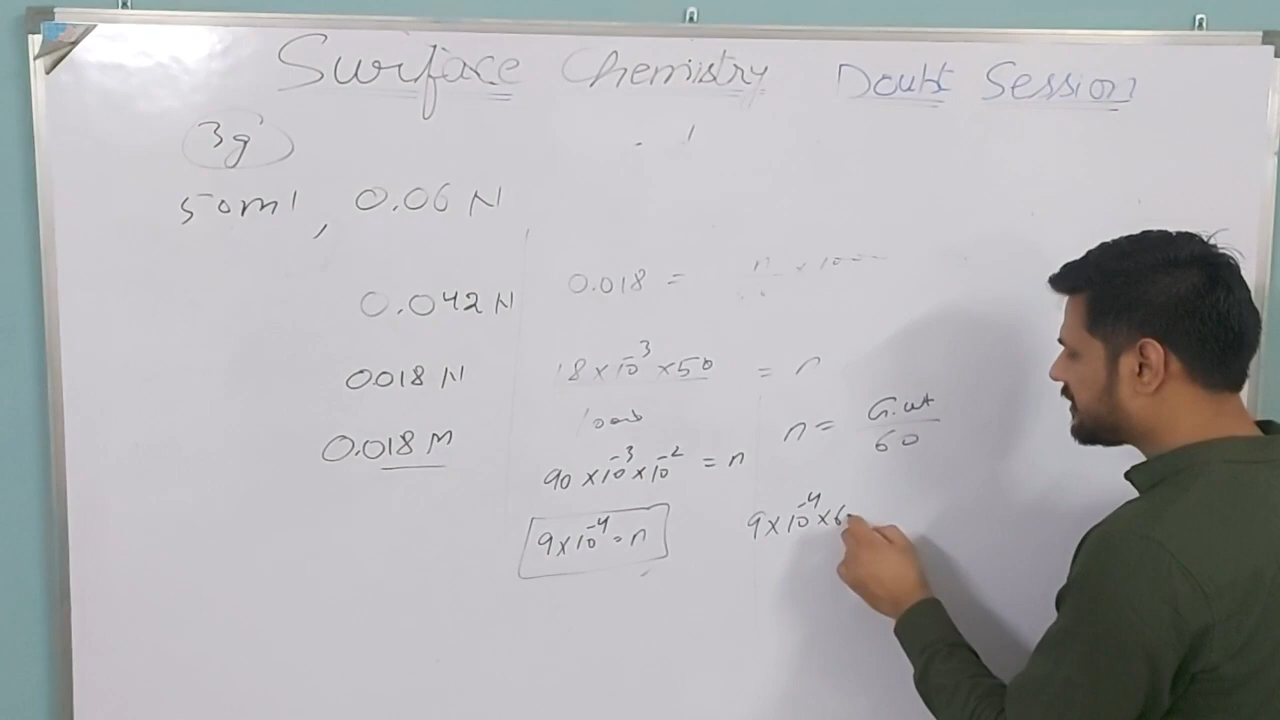 Surface Chemistry Doubt Session
3g
50ml, 0.06 N
0.042 N
0.018 N
0.018 M
0.018 =
18 × 10⁻³ × 50 = n
1000
90 × 10⁻³ × 10⁻² = n
9 × 10⁻⁴ = n
n = G.wt
60
9 × 10⁻⁴ × 6